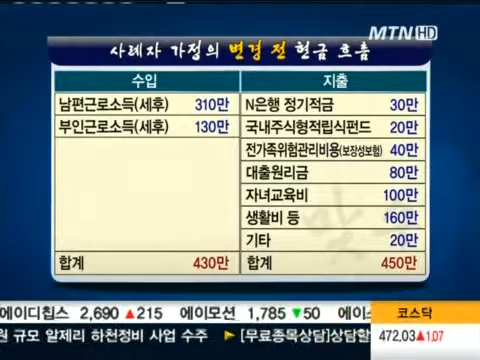 MTN HD
사례자 가정의 변경 전 현금 흐름
수입 지출
남편근로소득(세후) 310만 N은행 정기적금 30만
부인근로소득(세후) 130만 국내주식형적립식펀드 20만
전가족위험관리비용(보장성보험) 40만
대출원리금 80만
자녀교육비 100만
생활비 등 160만
기타 20만
합계 430만 합계 450만
에이디칩스 2,690 ▲215 에이모션 1,785 ▼50 에이스 코스닥
원 규모 알제리 하천정비 사업 수주 ▶ [무료종목상담]상담할 472.03▲1.07